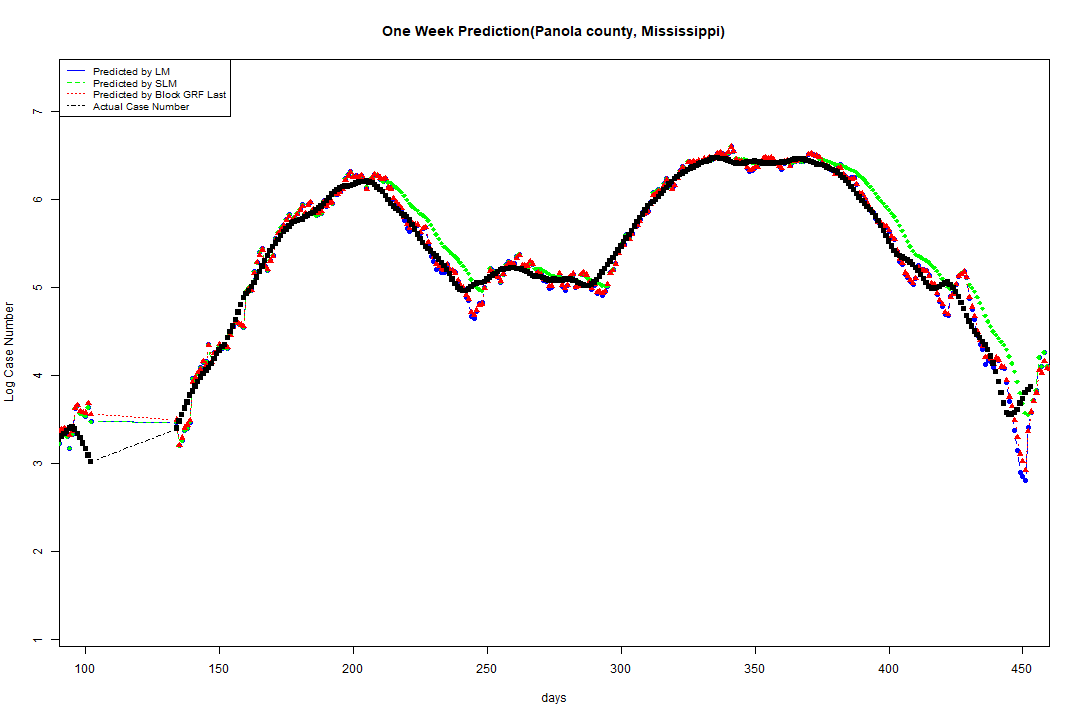 One Week Prediction(Panola county, Mississippi)
Predicted by LM
Predicted by SLM
Predicted by Block GRF Last
Actual Case Number
7
6
5
4
3
2
1
Log Case Number
100 150 200 250 300 350 400 450
days